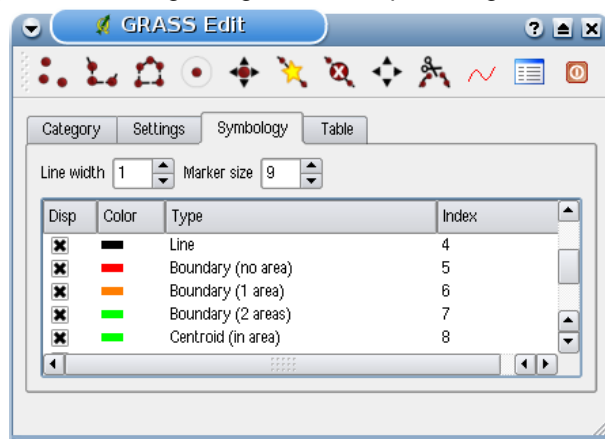 GRASS Edit
Category Settings Symbology Table
Line width 1 Marker size 9
Disp Color Type Index
Line 4
Boundary (no area) 5
Boundary (1 area) 6
Boundary (2 areas) 7
Centroid (in area) 8